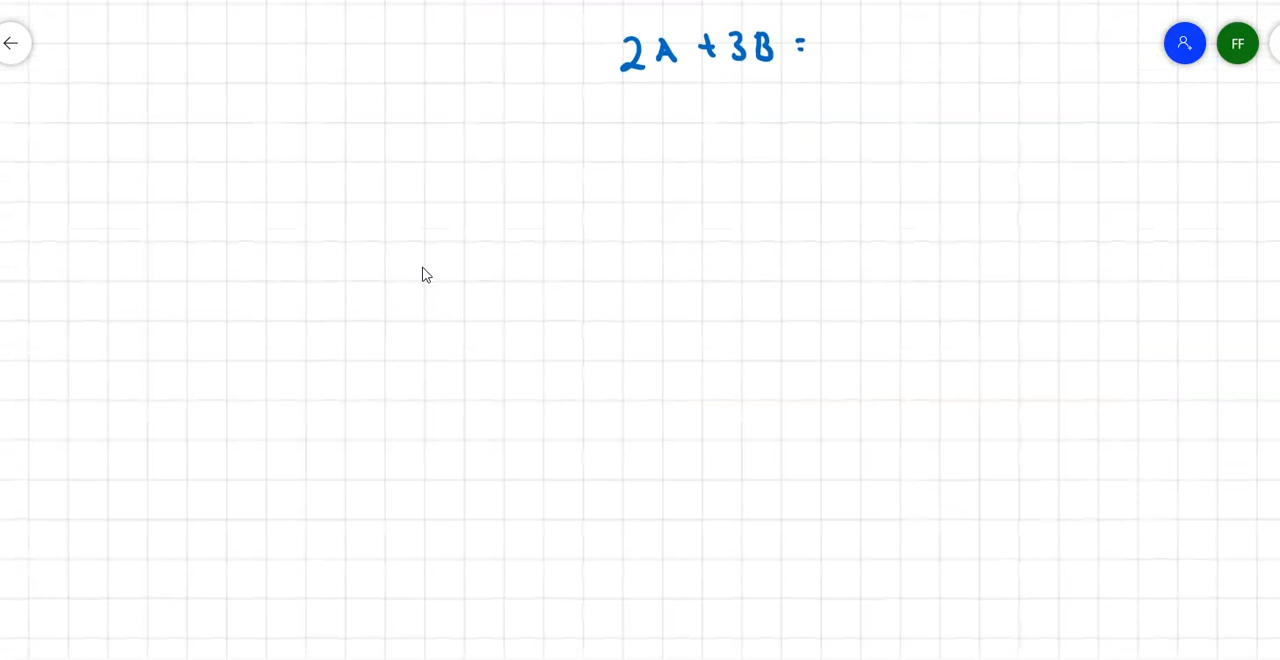 2A + 3B =
FF